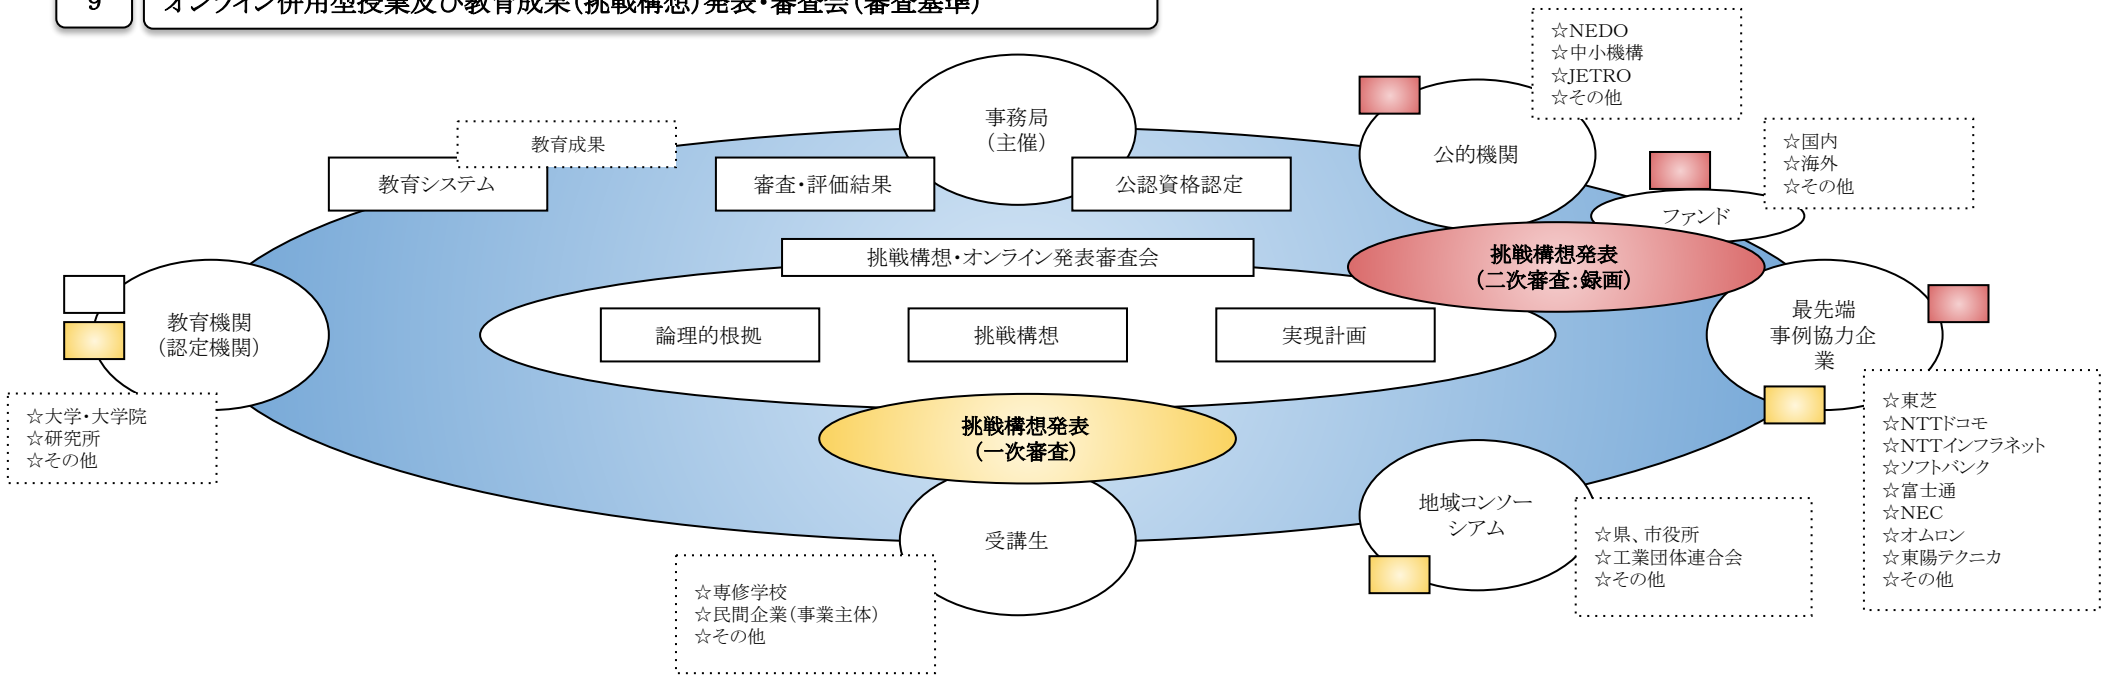 9
オンライン併用型授業及び教育成果(挑戦構想)発表・審査会(審査基準)
☆NEDO
☆中小機構
☆JETRO
☆その他
事務局
(主催)
公的機関
☆国内
☆海外
☆その他
教育成果
教育システム
審査・評価結果
公認資格認定
ファンド
挑戦構想・オンライン発表審査会
挑戦構想発表
(二次審査:録画)
教育機関
(認定機関)
論理的根拠
挑戦構想
実現計画
最先端
事例協力企
業
☆大学・大学院
☆研究所
☆その他
挑戦構想発表
(一次審査)
☆東芝
☆NTTドコモ
☆NTTインフラネット
☆ソフトバンク
☆富士通
☆NEC
☆オムロン
☆東陽テクニカ
☆その他
地域コンソー
シアム
☆県、市役所
☆工業団体連合会
☆その他
受講生
☆専修学校
☆民間企業(事業主体)
☆その他